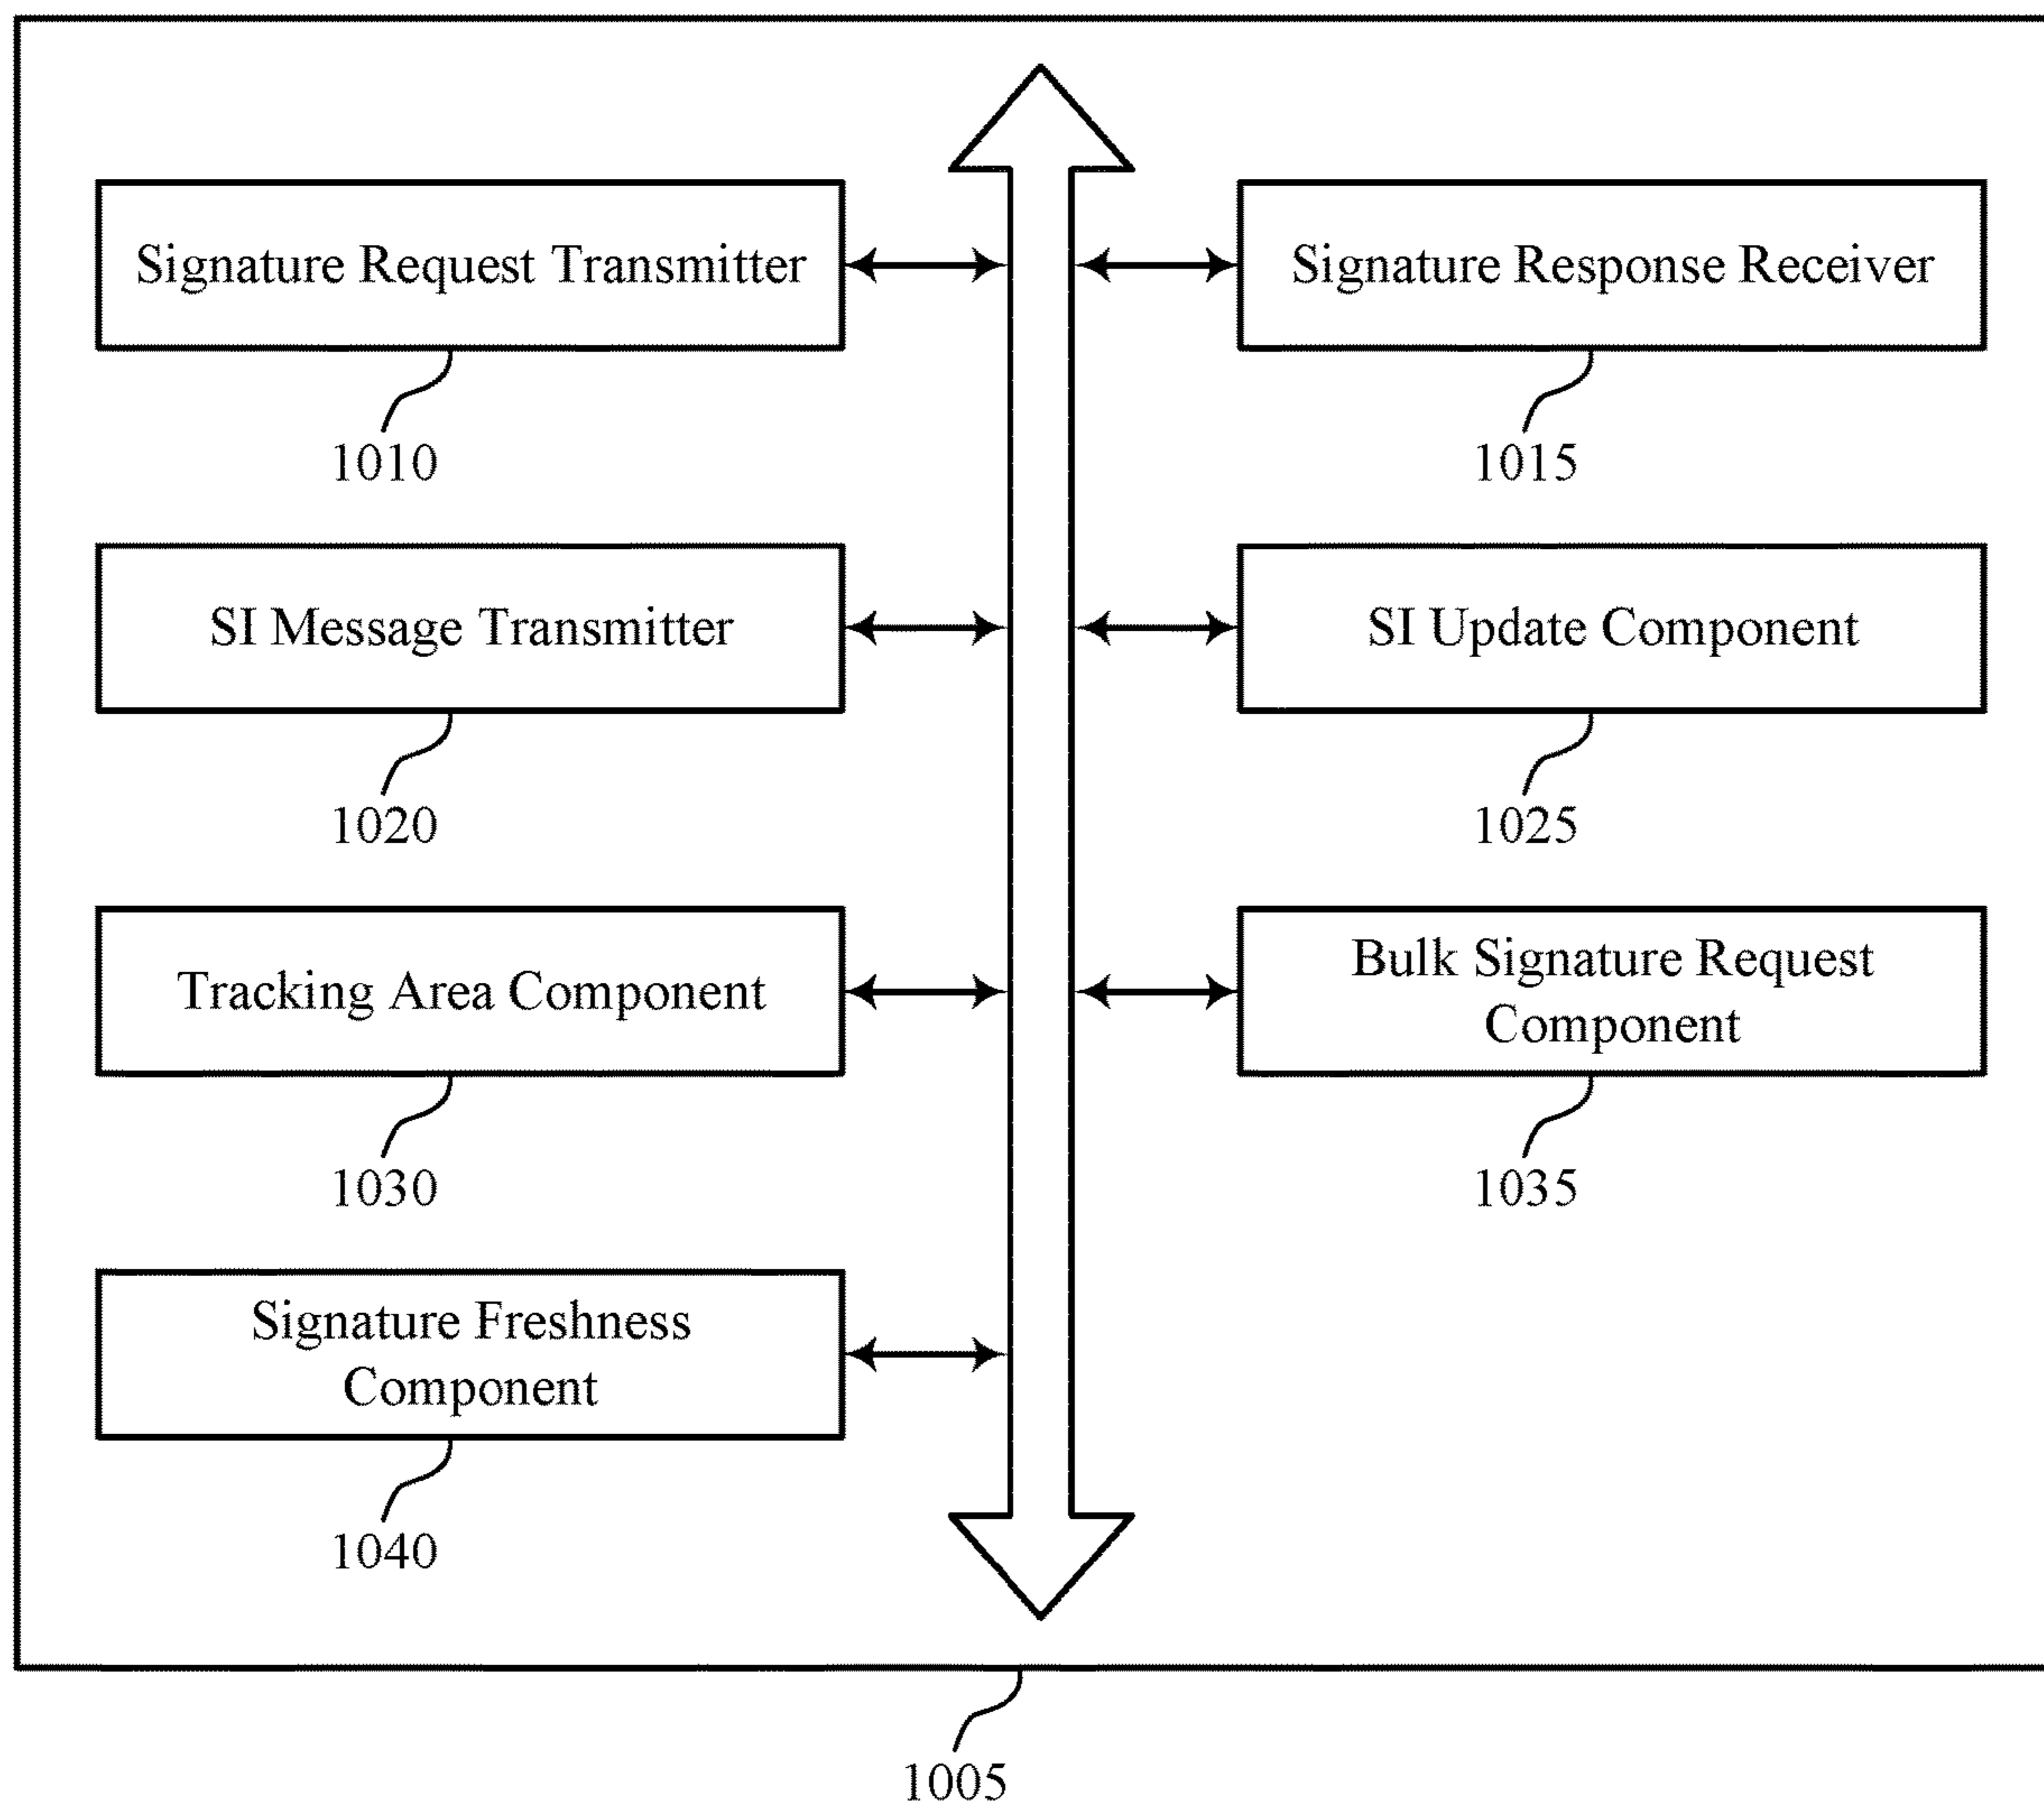 Signature Request Transmitter
Signature Response Receiver
1010
1015
SI Message Transmitter
SI Update Component
1020
1025
Tracking Area Component
Bulk Signature Request
Component
1030
1035
Signature Freshness
Component
1040
1005